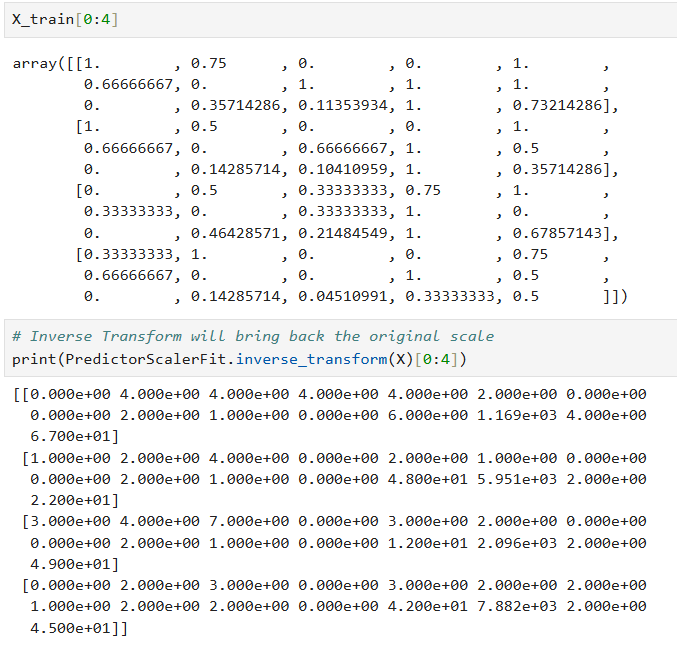 X_train[0:4]
array([[1.        , 0.75      , 0.        , 0.        , 1.        ,
        0.66666667, 0.        , 1.        , 1.        , 1.        ,
        0.        , 0.35714286, 0.11353934, 1.        , 0.73214286],
       [1.        , 0.5       , 0.        , 0.        , 1.        ,
        0.66666667, 0.        , 0.66666667, 1.        , 0.5       ,
        0.        , 0.14285714, 0.10410959, 1.        , 0.35714286],
       [0.        , 0.5       , 0.33333333, 0.75      , 1.        ,
        0.33333333, 0.        , 0.33333333, 1.        , 0.        ,
        0.        , 0.46428571, 0.21484549, 1.        , 0.67857143],
       [0.33333333, 1.        , 0.        , 0.        , 0.75      ,
        0.66666667, 0.        , 0.        , 1.        , 0.5       ,
        0.        , 0.14285714, 0.04510991, 0.33333333, 0.5       ]])
# Inverse Transform will bring back the original scale
print(PredictorScalerFit.inverse_transform(X)[0:4])
[[0.000e+00 4.000e+00 4.000e+00 4.000e+00 4.000e+00 2.000e+00 0.000e+00
  0.000e+00 2.000e+00 1.000e+00 0.000e+00 6.000e+00 1.169e+03 4.000e+00
  6.700e+01]
 [1.000e+00 2.000e+00 4.000e+00 0.000e+00 2.000e+00 1.000e+00 0.000e+00
  0.000e+00 2.000e+00 1.000e+00 0.000e+00 4.800e+01 5.951e+03 2.000e+00
  2.200e+01]
 [3.000e+00 4.000e+00 7.000e+00 0.000e+00 3.000e+00 2.000e+00 0.000e+00
  0.000e+00 2.000e+00 1.000e+00 0.000e+00 1.200e+01 2.096e+03 2.000e+00
  4.900e+01]
 [0.000e+00 2.000e+00 3.000e+00 0.000e+00 3.000e+00 2.000e+00 2.000e+00
  1.000e+00 2.000e+00 2.000e+00 0.000e+00 4.200e+01 7.882e+03 2.000e+00
  4.500e+01]]